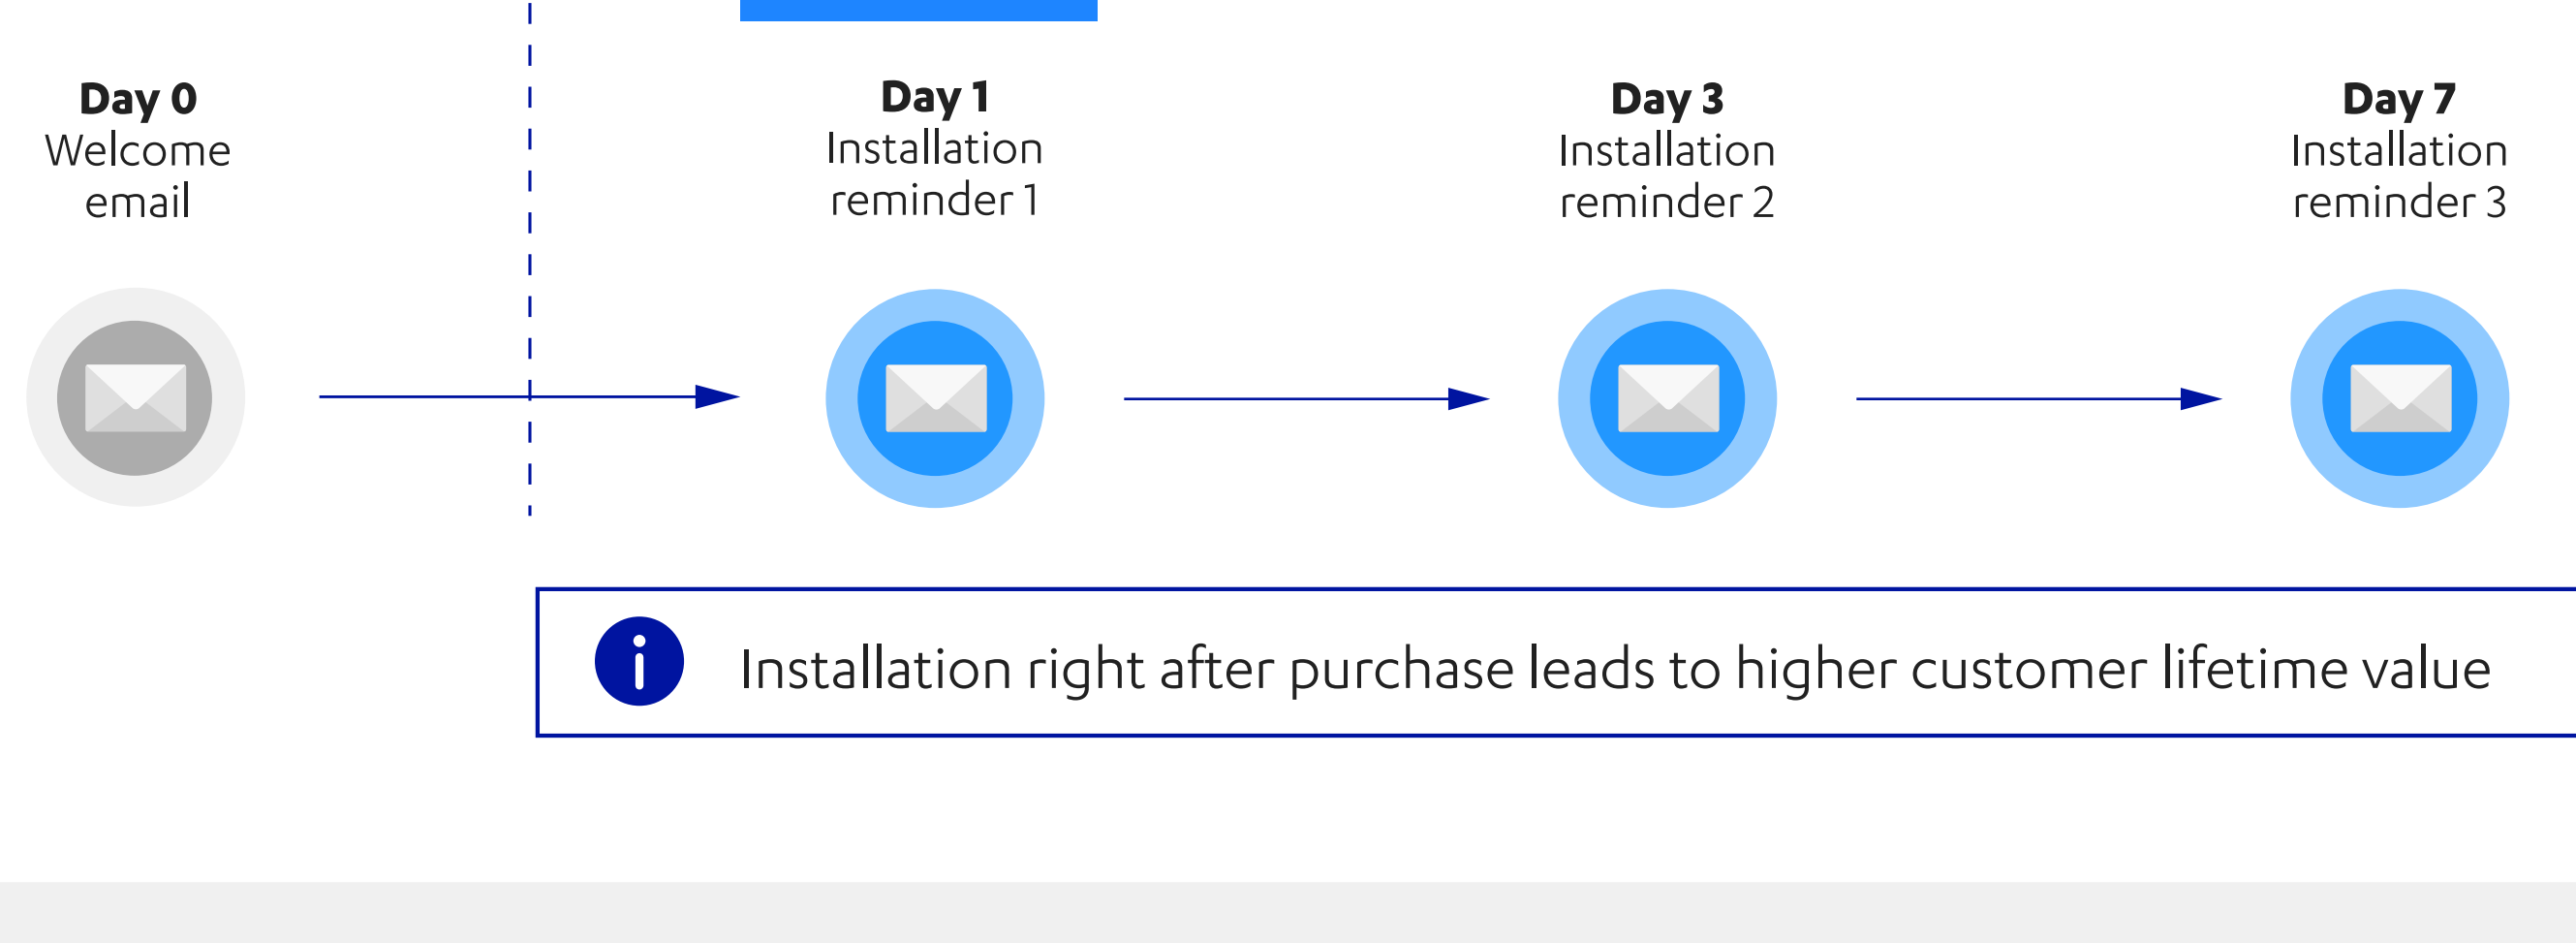 Day 0
Welcome
email
Day 1
Installation
reminder 1
Day 3
Installation
reminder 2
Day 7
Installation
reminder 3
i
Installation right after purchase leads to higher customer lifetime value